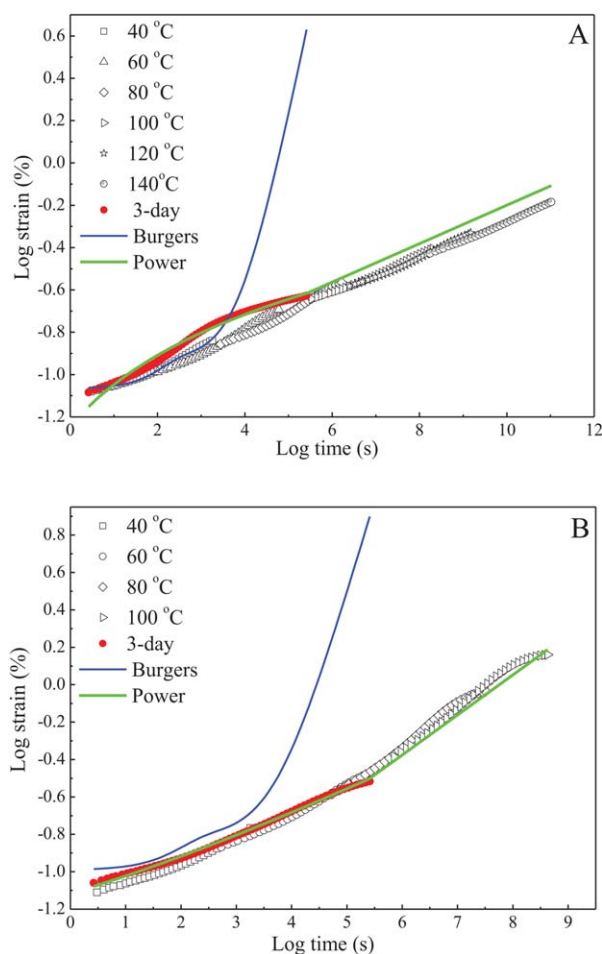 A
40 °C
60 °C
80 °C
100 °C
120 °C
140°C
3-day
Burgers
Power
Log strain (%)
0.6
0.4
0.2
0.0
-0.2
-0.4
-0.6
-0.8
-1.0
-1.2
0 2 4 6 8 10 12
Log time (s)
B
40 °C
60 °C
80 °C
100 °C
3-day
Burgers
Power
Log strain (%)
0.8
0.6
0.4
0.2
0.0
-0.2
-0.4
-0.6
-0.8
-1.0
-1.2
0 1 2 3 4 5 6 7 8 9
Log time (s)